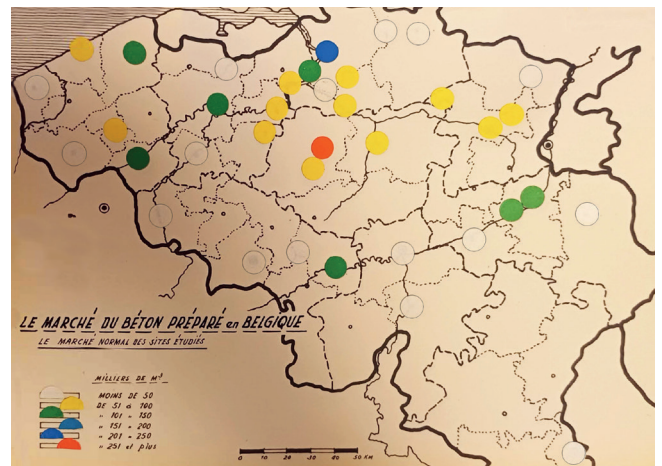 LE MARCHÉ DU BÉTON PRÉPARÉ en BELGIQUE
LE MARCHÉ NORMAL DES SITES ÉTUDIÉS
MILLIERS DE M³
MOINS DE 50
DE 51 à 100
" 101 " 150
" 151 " 200
" 201 " 250
" 251 et plus
0 10 20 30 40 50 KM